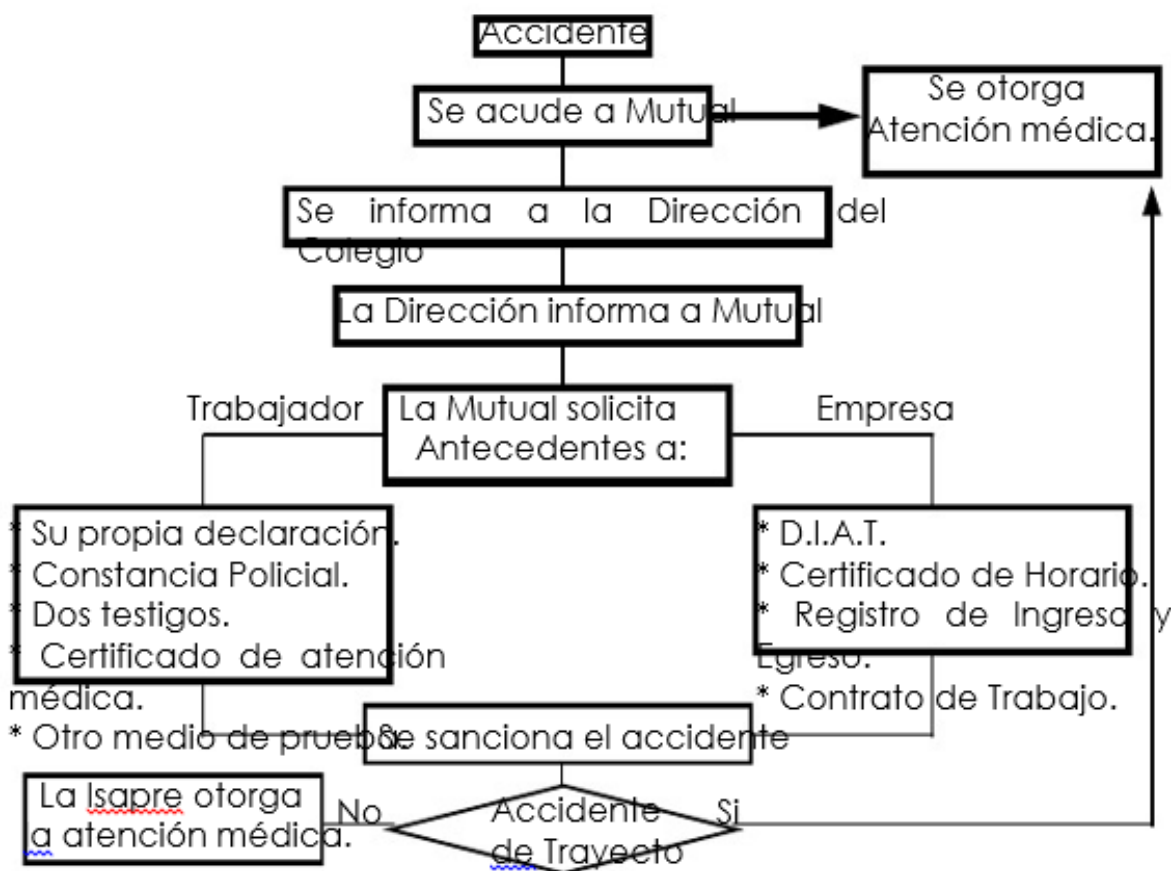 Accidente
Se acude a Mutual
Se otorga
Atención médica.
Se informa a la Dirección del
Colegio
La Dirección informa a Mutual
Trabajador
La Mutual solicita
Antecedentes a:
Empresa
* Su propia declaración.
* Constancia Policial.
* Dos testigos.
* Certificado de atención
médica.
* Otro medio de prueba.
* D.I.A.T.
* Certificado de Horario.
* Registro de Ingreso y
Egreso.
* Contrato de Trabajo.
Se sanciona el accidente
La Isapre otorga
a atención médica.
No
Accidente
de Trayecto
Si